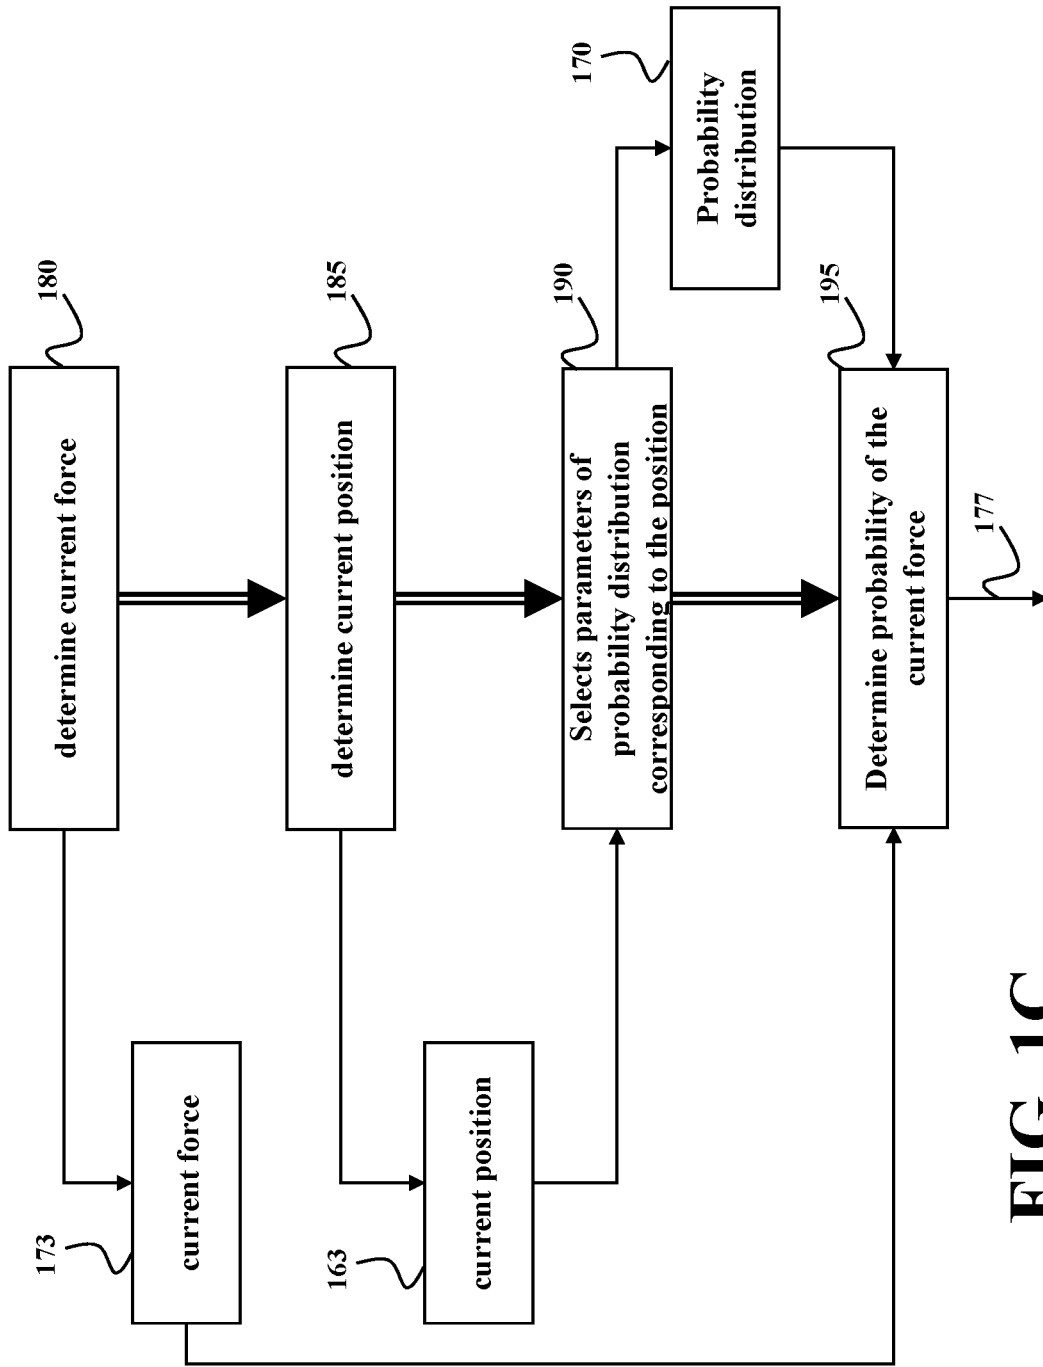 173
180
determine current force
current force
163
185
determine current position
current position
190
170
Selects parameters of
probability distribution
corresponding to the position
Probability
distribution
195
Determine probability of the
current force
177
FIG 1C